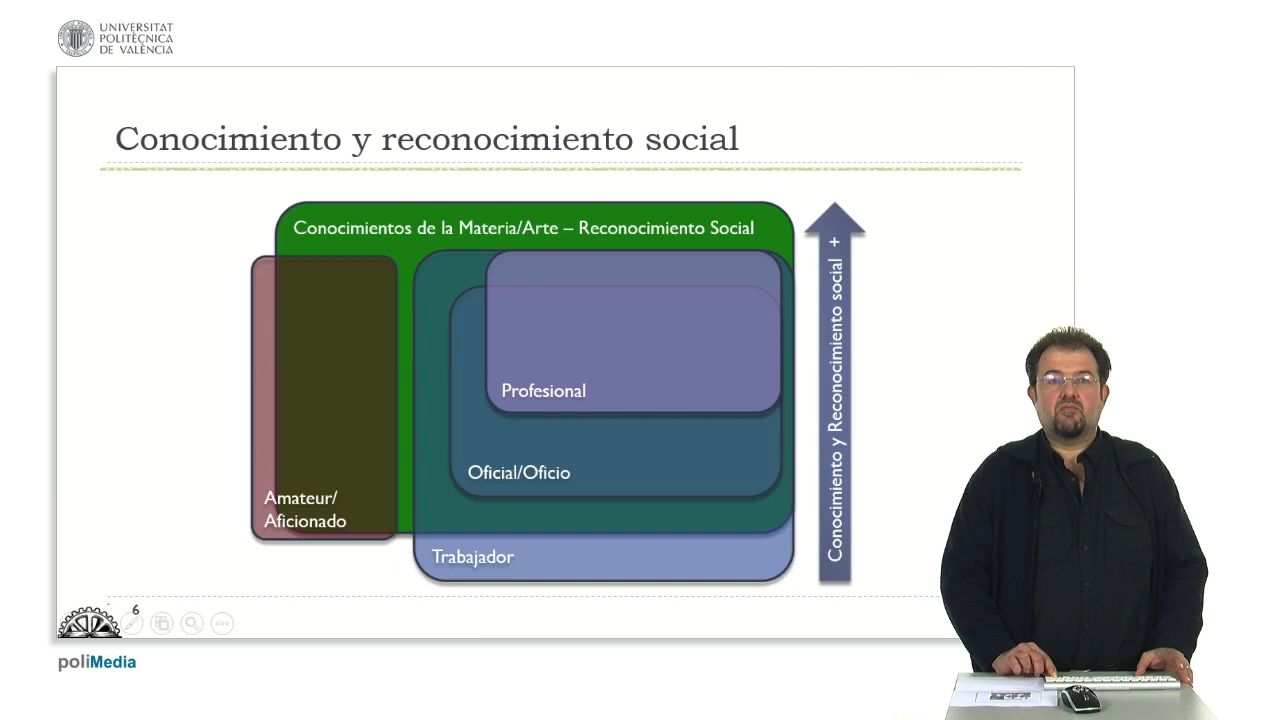 UNIVERSITAT
POLITÈCNICA
DE VALÈNCIA
Conocimiento y reconocimiento social
Conocimientos de la Materia/Arte – Reconocimiento Social
Profesional
Oficial/Oficio
Amateur/
Aficionado
Trabajador
Conocimiento y Reconocimiento social +
6
poliMedia